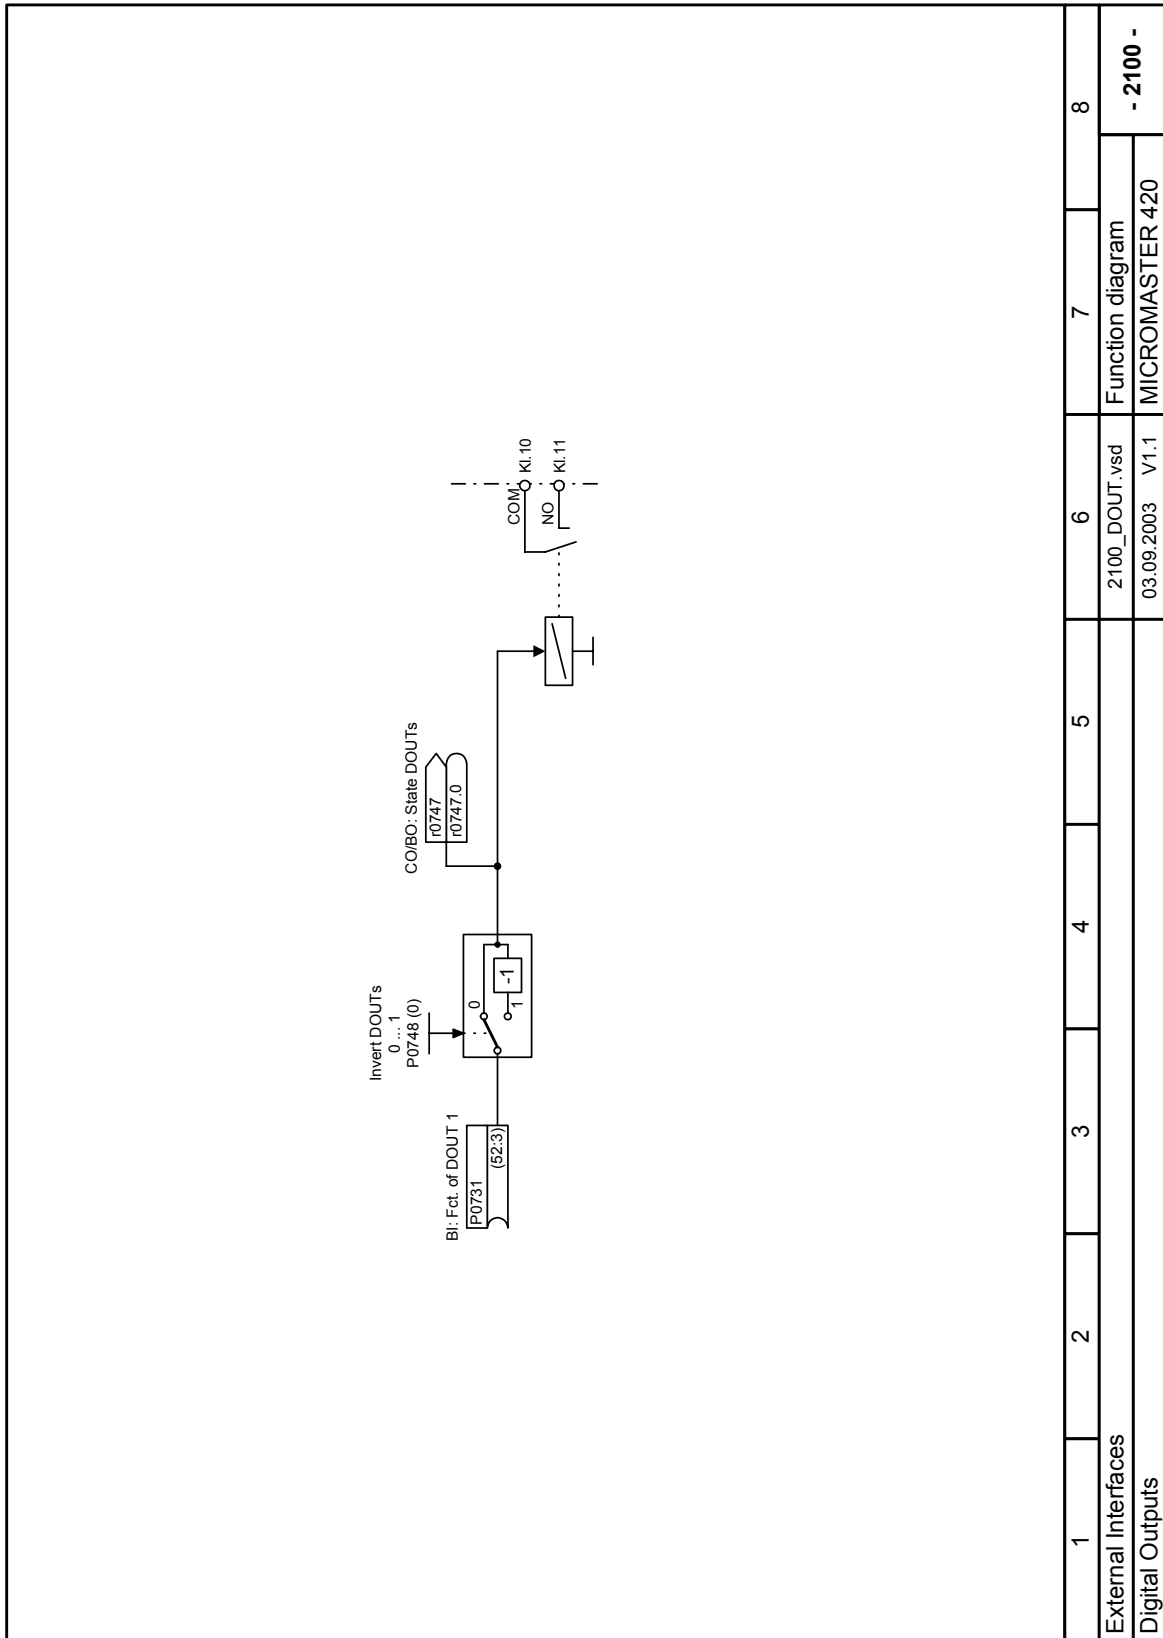 Invert DOUTs
0 ... 1
P0748 (0)
CO/BO: State DOUTs
r0747
r0747.0
BI: Fct. of DOUT 1
P0731
(52:3)
0
1
-1
COM
Kl.10
NO
Kl.11
1 2 3 4 5 6 7 8
External Interfaces 2100_DOUT.vsd Function diagram - 2100 -
Digital Outputs 03.09.2003 V1.1 MICROMASTER 420